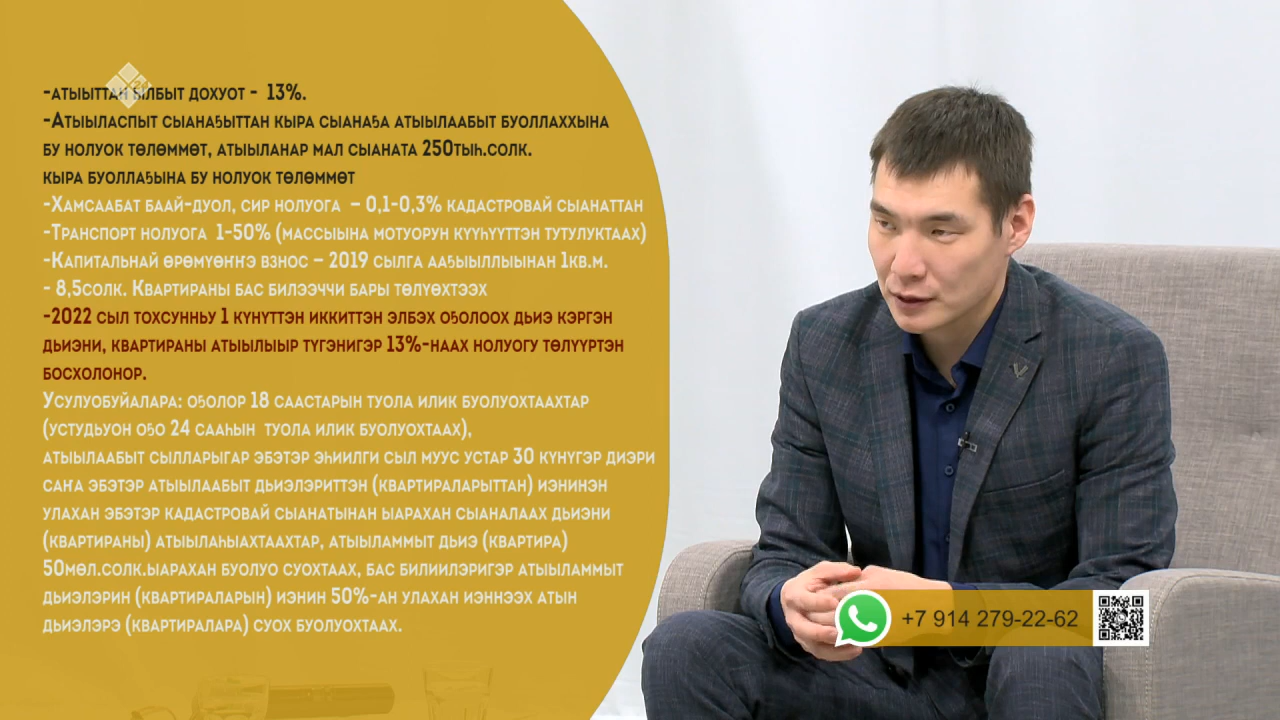 -атыыттан ылбыт дохуот - 13%.
-Атыыласпыт сыанаҕыттан кыра сыанаҕа атыылаабыт буоллаххына
бу нолуок төлөммөт, атыыланар мал сыаната 250тыһ.солк.
кыра буоллаҕына бу нолуок төлөммөт
-Хамсаабат баай-дуол, сир нолуога – 0,1-0,3% кадастровай сыанаттан
-Транспорт нолуога 1-50% (массыына мотуорун күүһүттэн тутулуктаах)
-Капитальнай өрөмүөҥҥэ взнос – 2019 сылга ааҕыыллыынан 1кв.м.
- 8,5солк. Квартираны бас билээччи бары төлүөхтээх
-2022 сыл тохсунньу 1 күнүттэн иккиттэн элбэх оҕолоох дьиэ кэргэн
дьиэни, квартираны атыылыыр түгэнигэр 13%-наах нолуогу төлүүртэн
босхолонор.
Усулуобуйалара: оҕолор 18 саастарын туола илик буолуохтаахтар
(устудьуон оҕо 24 сааһын туола илик буолуохтаах),
атыылаабыт сылларыгар эбэтэр эһиилги сыл муус устар 30 күнүгэр диэри
саҥа эбэтэр атыылаабыт дьиэлэриттэн (квартираларыттан) иэнинэн
улахан эбэтэр кадастровай сыанатынан ыарахан сыаналаах дьиэни
(квартираны) атыылаһыахтаахтар, атыыламмыт дьиэ (квартира)
50мөл.солк.ыарахан буолуо суохтаах, бас билиилэригэр атыыламмыт
дьиэлэрин (квартираларын) иэнин 50%-ан улахан иэннээх атын
дьиэлэрэ (квартиралара) суох буолуохтаах.
+7 914 279-22-62